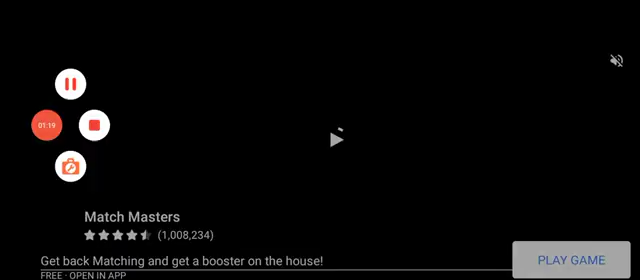 01:19
Match Masters
(1,008,234)
Get back Matching and get a booster on the house!
FREE · OPEN IN APP
PLAY GAME